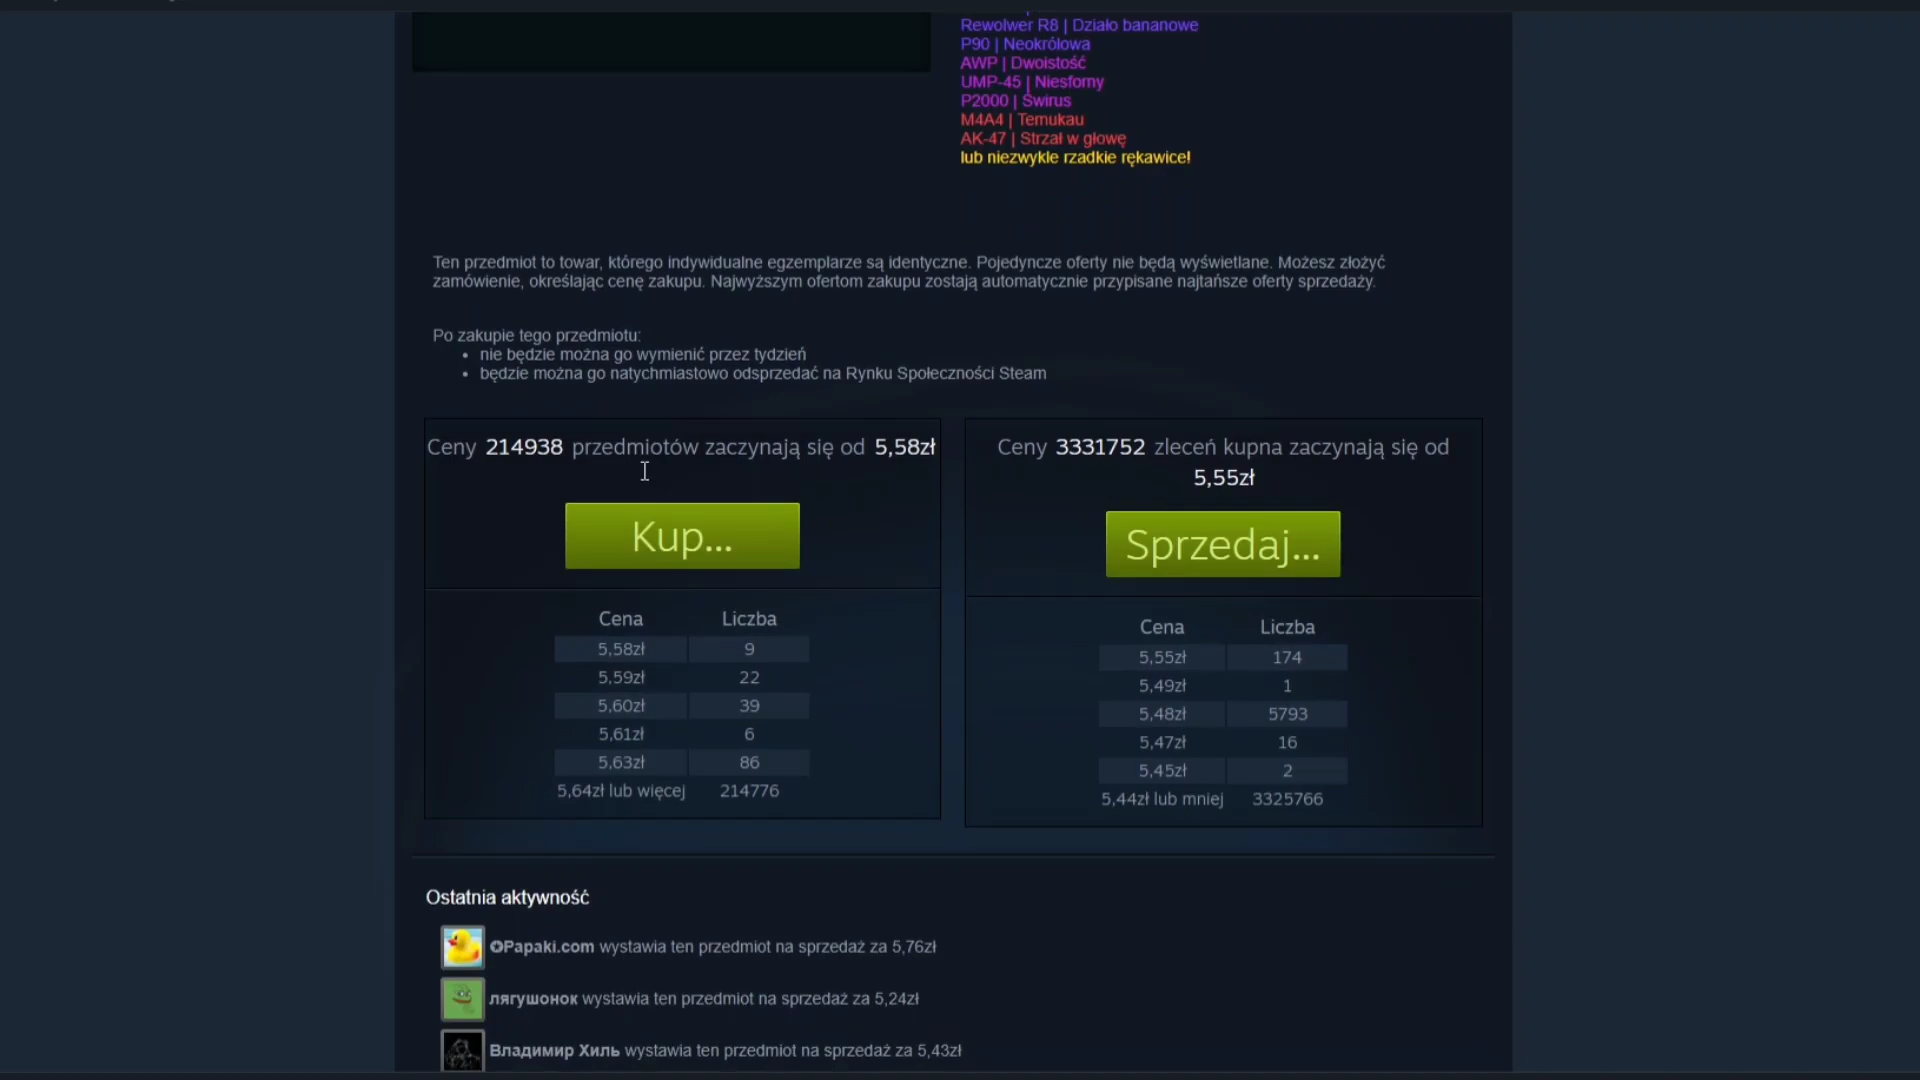 Rewolwer R8 | Działo bananowe
P90 | Neokrólowa
AWP | Dwoistość
UMP-45 | Niesforny
P2000 | Świrus
M4A4 | Temukau
AK-47 | Strzał w głowę
lub niezwykle rzadkie rękawice!
Ten przedmiot to towar, którego indywidualne egzemplarze są identyczne. Pojedyncze oferty nie będą wyświetlane. Możesz złożyć
zamówienie, określając cenę zakupu. Najwyższym ofertom zakupu zostają automatycznie przypisane najtańsze oferty sprzedaży.
Po zakupie tego przedmiotu:
• nie będzie można go wymienić przez tydzień
• będzie można go natychmiastowo odsprzedać na Rynku Społeczności Steam
Ceny 214938 przedmiotów zaczynają się od 5,58zł
Kup...
Cena Liczba
5,58zł 9
5,59zł 22
5,60zł 39
5,61zł 6
5,63zł 86
5,64zł lub więcej 214776
Ceny 3331752 zleceń kupna zaczynają się od
5,55zł
Sprzedaj...
Cena Liczba
5,55zł 174
5,49zł 1
5,48zł 5793
5,47zł 16
5,45zł 2
5,44zł lub mniej 3325766
Ostatnia aktywność
✪Papaki.com wystawia ten przedmiot na sprzedaż za 5,76zł
лягушонок wystawia ten przedmiot na sprzedaż za 5,24zł
Владимир Хиль wystawia ten przedmiot na sprzedaż za 5,43zł